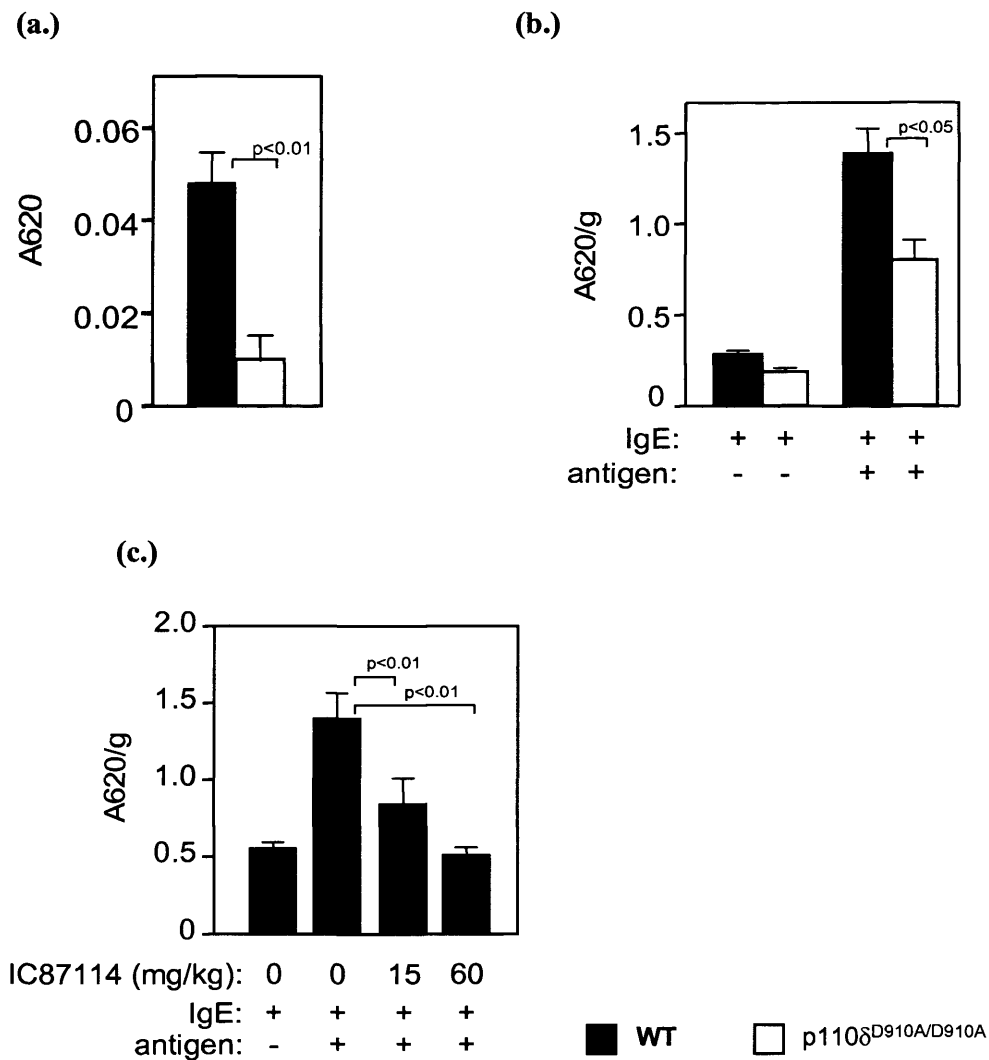 (a.)
0.06
0.04
0.02
0
A620
p<0.01
(b.)
1.5
1.0
0.5
0
A620/g
p<0.05
IgE: + + + +
antigen: - - + +
(c.)
2.0
1.5
1.0
0.5
0
A620/g
p<0.01
p<0.01
IC87114 (mg/kg): 0 0 15 60
IgE: + + + +
antigen: - + + +
WT
p110δD910A/D910A